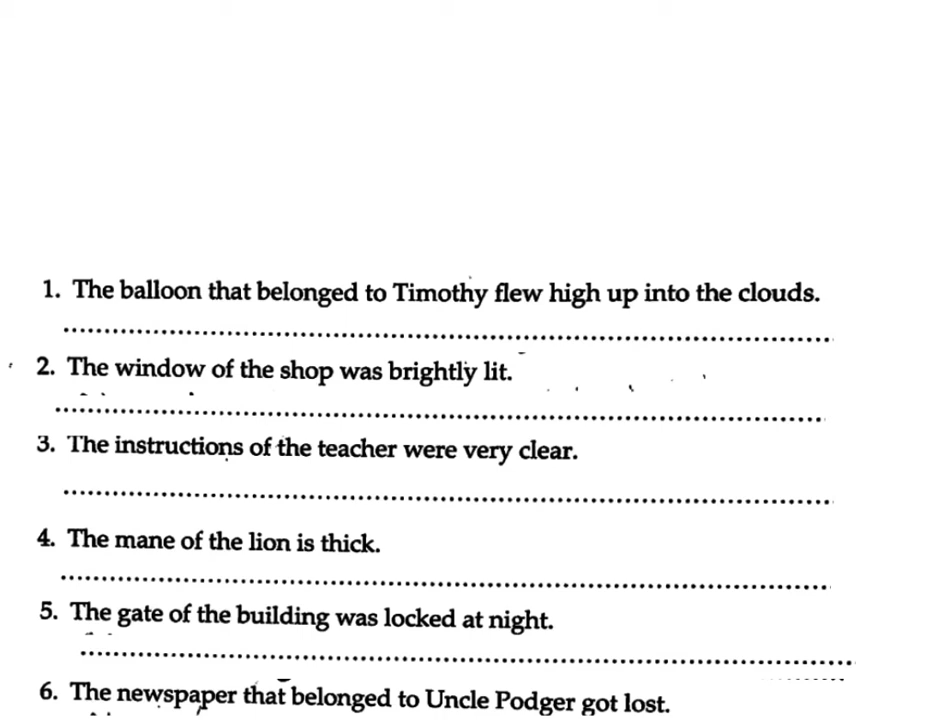 1. The balloon that belonged to Timothy flew high up into the clouds.
2. The window of the shop was brightly lit.
3. The instructions of the teacher were very clear.
4. The mane of the lion is thick.
5. The gate of the building was locked at night.
6. The newspaper that belonged to Uncle Podger got lost.